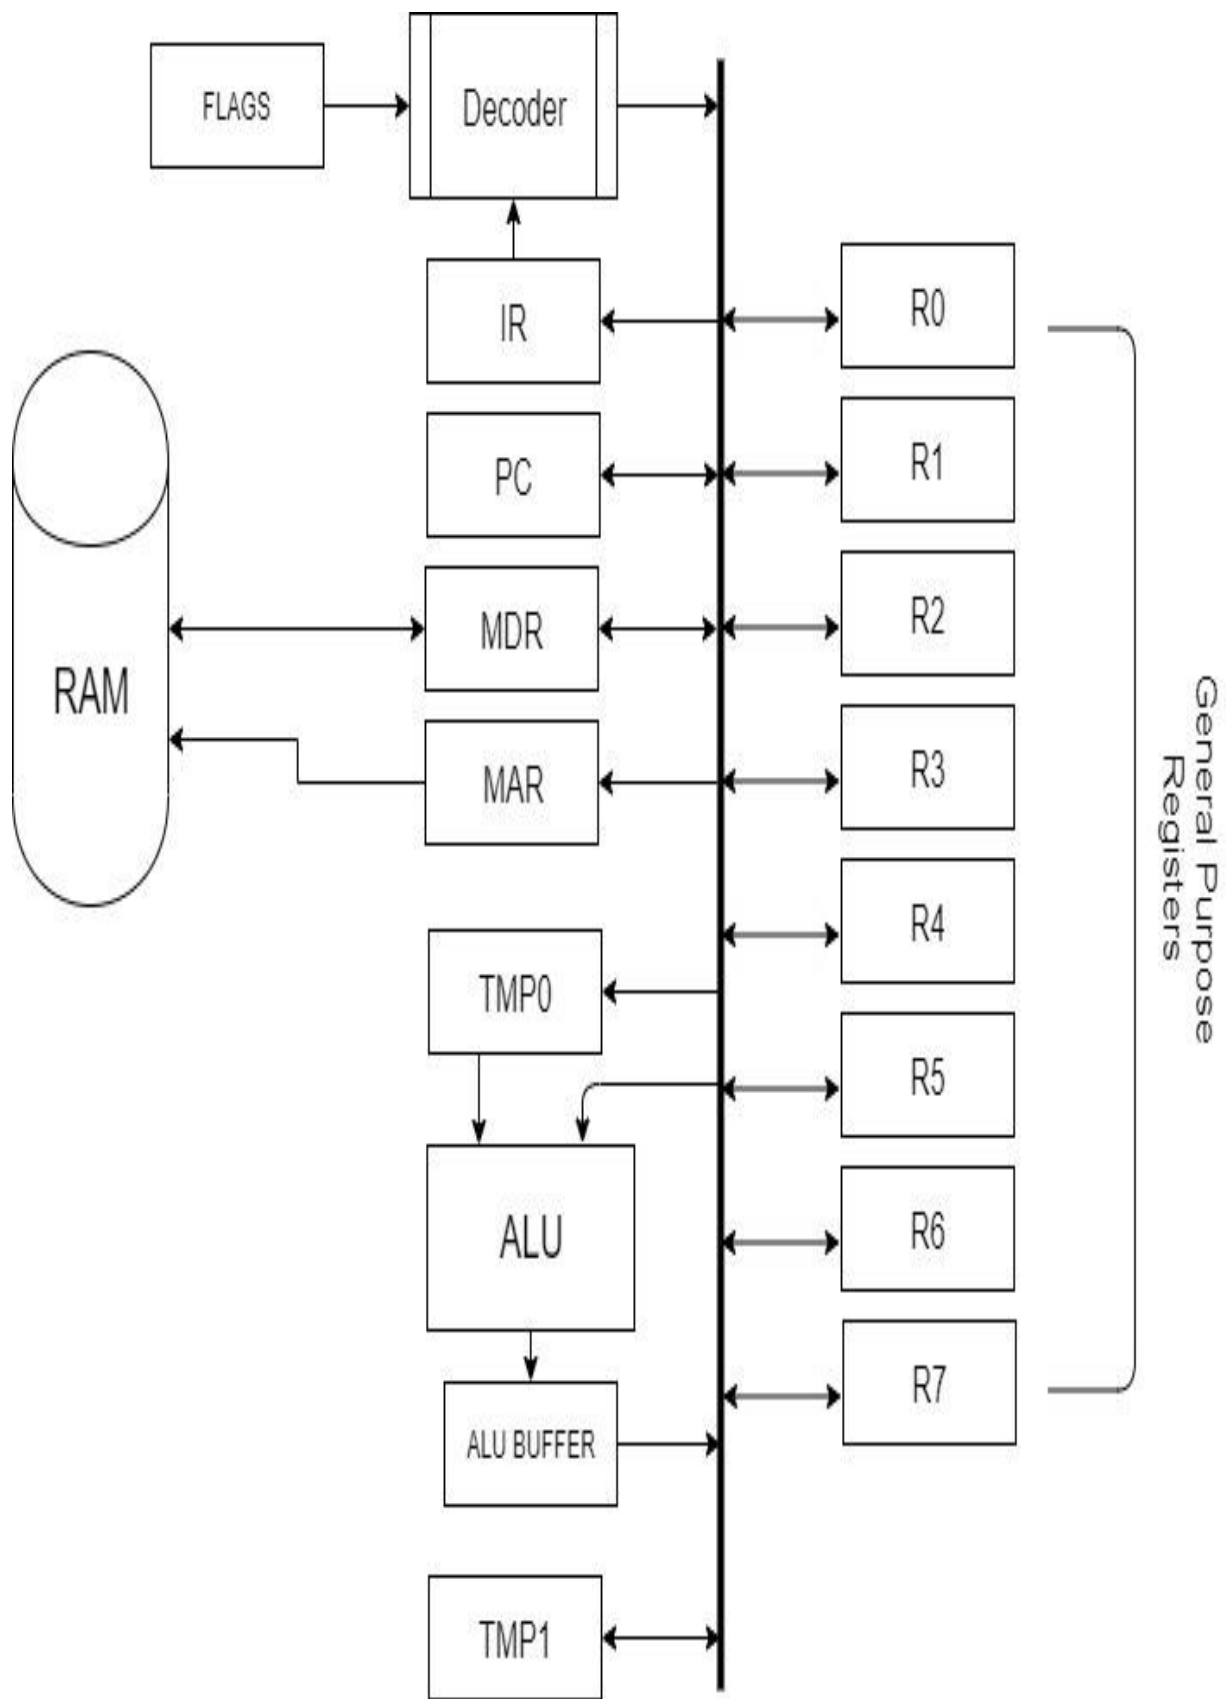 FLAGS
Decoder
IR
R0
PC
R1
MDR
R2
RAM
MAR
R3
General Purpose
Registers
TMP0
R4
R5
ALU
R6
ALU BUFFER
R7
TMP1